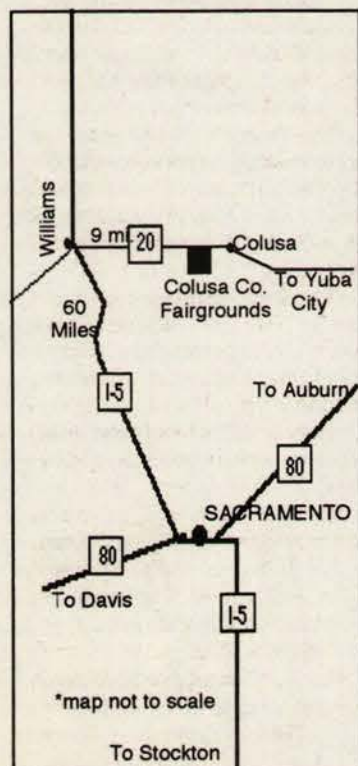 Williams
9 mi.
20
Colusa
Colusa Co.
Fairgrounds
To Yuba
City
60
Miles
I-5
To Auburn
80
SACRAMENTO
80
To Davis
I-5
*map not to scale
To Stockton